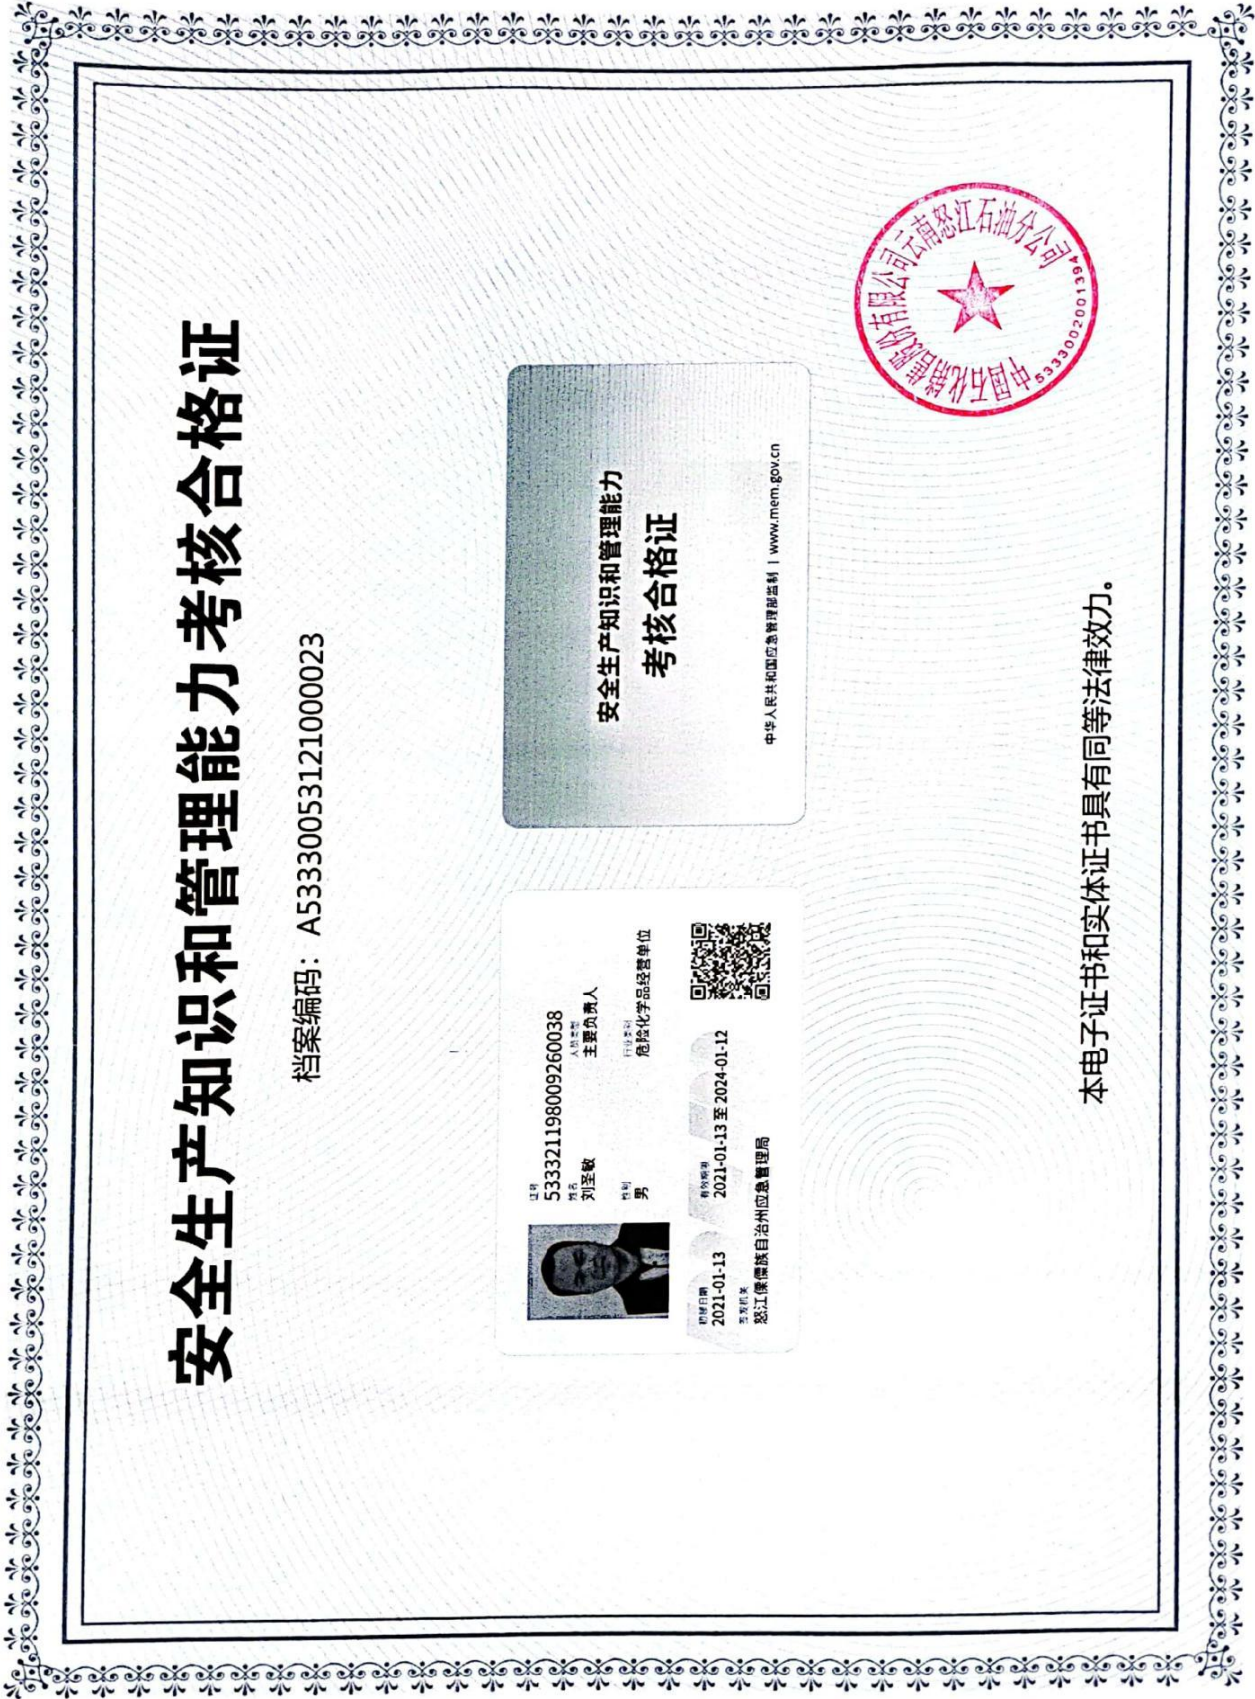 安全生产知识和管理能力考核合格证
档案编码：A53330053121000023
证号
533321198009260038
姓名
人员类型
刘圣敏
主要负责人
性别
行业类别
男
危险化学品经营单位
初领日期
有效期限
2021-01-13
2021-01-13 至 2024-01-12
签发机关
怒江傈僳族自治州应急管理局
安全生产知识和管理能力
考核合格证
中华人民共和国应急管理部监制 | www.mem.gov.cn
中国石化销售股份有限公司云南怒江石油分公司
5333002001394
本电子证书和实体证书具有同等法律效力。